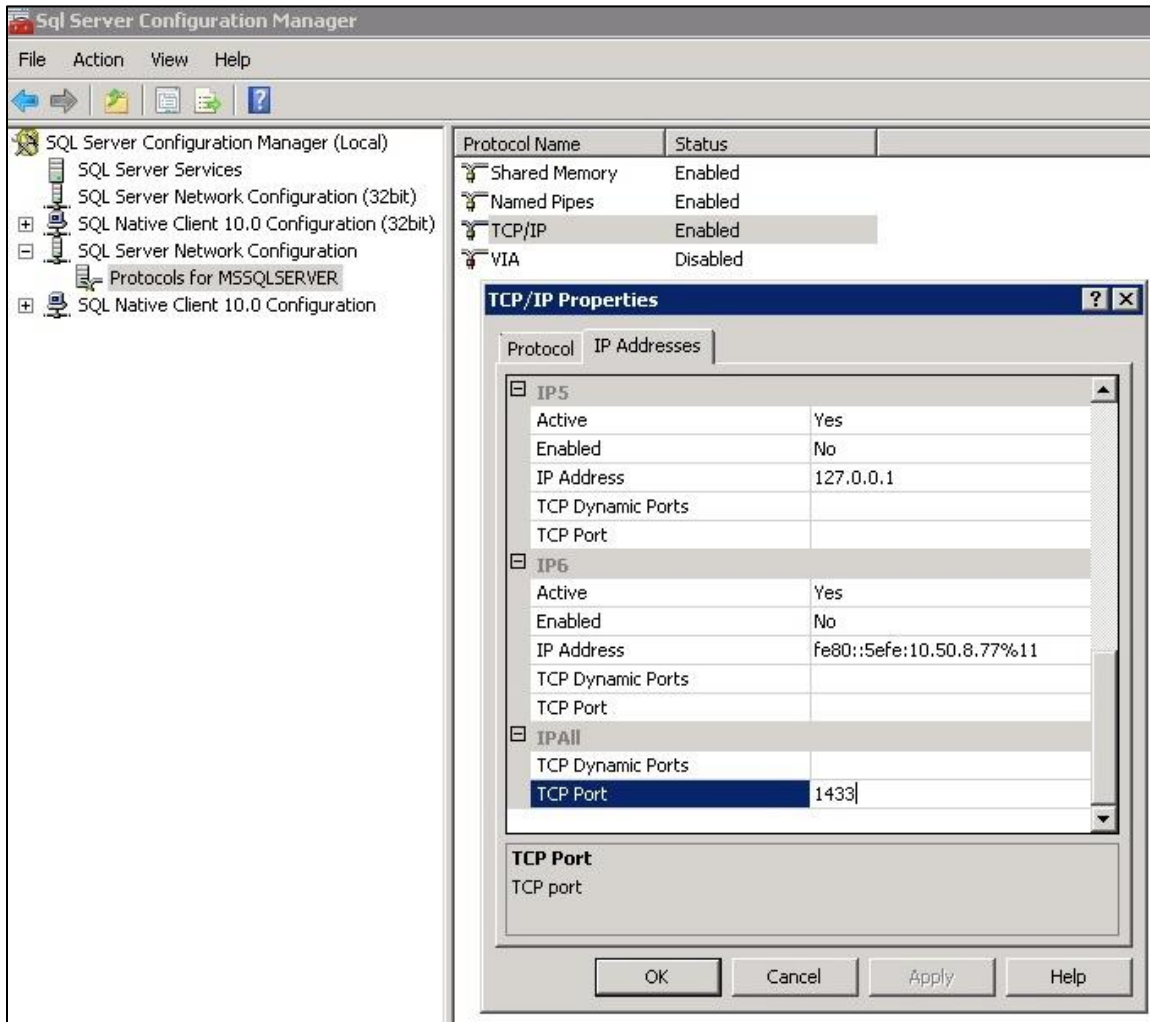 Sql Server Configuration Manager
File Action View Help
SQL Server Configuration Manager (Local)
SQL Server Services
SQL Server Network Configuration (32bit)
SQL Native Client 10.0 Configuration (32bit)
SQL Server Network Configuration
Protocols for MSSQLSERVER
SQL Native Client 10.0 Configuration
Protocol Name Status
Shared Memory Enabled
Named Pipes Enabled
TCP/IP Enabled
VIA Disabled
TCP/IP Properties
Protocol IP Addresses
IP5
Active Yes
Enabled No
IP Address 127.0.0.1
TCP Dynamic Ports
TCP Port
IP6
Active Yes
Enabled No
IP Address fe80::5efe:10.50.8.77%11
TCP Dynamic Ports
TCP Port
IPAll
TCP Dynamic Ports
TCP Port 1433
TCP Port
TCP port
OK Cancel Apply Help